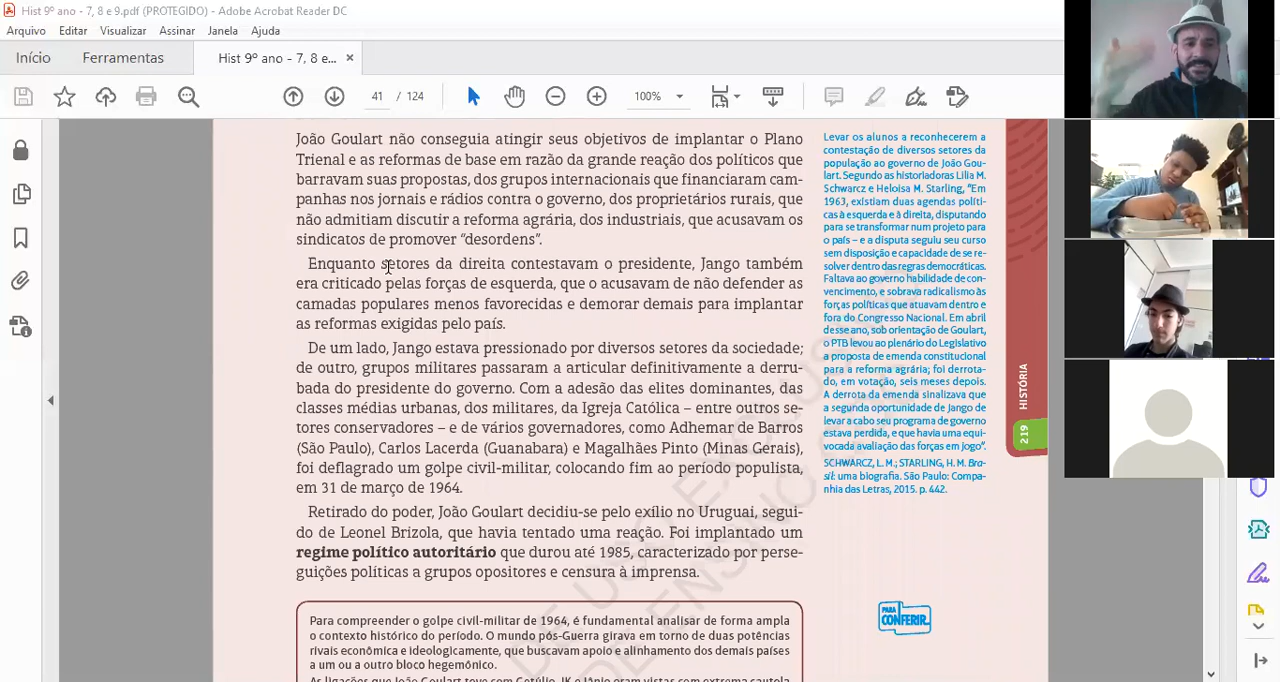 Hist 9º ano - 7, 8 e 9.pdf (PROTEGIDO) - Adobe Acrobat Reader DC
Arquivo Editar Visualizar Assinar Janela Ajuda
Início Ferramentas Hist 9º ano - 7, 8 e... ×
41 / 124 100%
João Goulart não conseguia atingir seus objetivos de implantar o Plano
Trienal e as reformas de base em razão da grande reação dos políticos que
barravam suas propostas, dos grupos internacionais que financiaram cam-
panhas nos jornais e rádios contra o governo, dos proprietários rurais, que
não admitiam discutir a reforma agrária, dos industriais, que acusavam os
sindicatos de promover “desordens”.
Enquanto setores da direita contestavam o presidente, Jango também
era criticado pelas forças de esquerda, que o acusavam de não defender as
camadas populares menos favorecidas e demorar demais para implantar
as reformas exigidas pelo país.
De um lado, Jango estava pressionado por diversos setores da sociedade;
de outro, grupos militares passaram a articular definitivamente a derru-
bada do presidente do governo. Com a adesão das elites dominantes, das
classes médias urbanas, dos militares, da Igreja Católica – entre outros se-
tores conservadores – e de vários governadores, como Adhemar de Barros
(São Paulo), Carlos Lacerda (Guanabara) e Magalhães Pinto (Minas Gerais),
foi deflagrado um golpe civil-militar, colocando fim ao período populista,
em 31 de março de 1964.
Retirado do poder, João Goulart decidiu-se pelo exílio no Uruguai, segui-
do de Leonel Brizola, que havia tentado uma reação. Foi implantado um
regime político autoritário que durou até 1985, caracterizado por perse-
guições políticas a grupos opositores e censura à imprensa.
Para compreender o golpe civil-militar de 1964, é fundamental analisar de forma ampla
o contexto histórico do período. O mundo pós-Guerra girava em torno de duas potências
rivais econômica e ideologicamente, que buscavam apoio e alinhamento dos demais países
a um ou a outro bloco hegemônico.
As ligações que João Goulart teve com Getúlio, JK e Jânio eram vistas com extrema cautela
Levar os alunos a reconhecerem a
contestação de diversos setores da
população ao governo de João Gou-
lart. Segundo as historiadoras Lilia M.
Schwarcz e Heloisa M. Starling, “Em
1963, existiam duas agendas políti-
cas à esquerda e à direita, disputando
para se transformar num projeto para
o país – e a disputa seguiu seu curso
sem disposição e capacidade de se re-
solver dentro das regras democráticas.
Faltava ao governo habilidade de con-
vencimento, e sobrava radicalismo às
forças políticas que atuavam dentro e
fora do Congresso Nacional. Em abril
desse ano, sob orientação de Goulart,
o PTB levou ao plenário do Legislativo
a proposta de emenda constitucional
para a reforma agrária; foi derrota-
do, em votação, seis meses depois.
A derrota da emenda sinalizava que
a segunda oportunidade de Jango de
levar a cabo seu programa de governo
estava perdida, e que havia uma equi-
vocada avaliação das forças em jogo”.
SCHWARCZ, L. M.; STARLING, H. M. Bra-
sil: uma biografia. São Paulo: Compa-
nhia das Letras, 2015. p. 442.
PARA
CONFERIR
HISTÓRIA
219